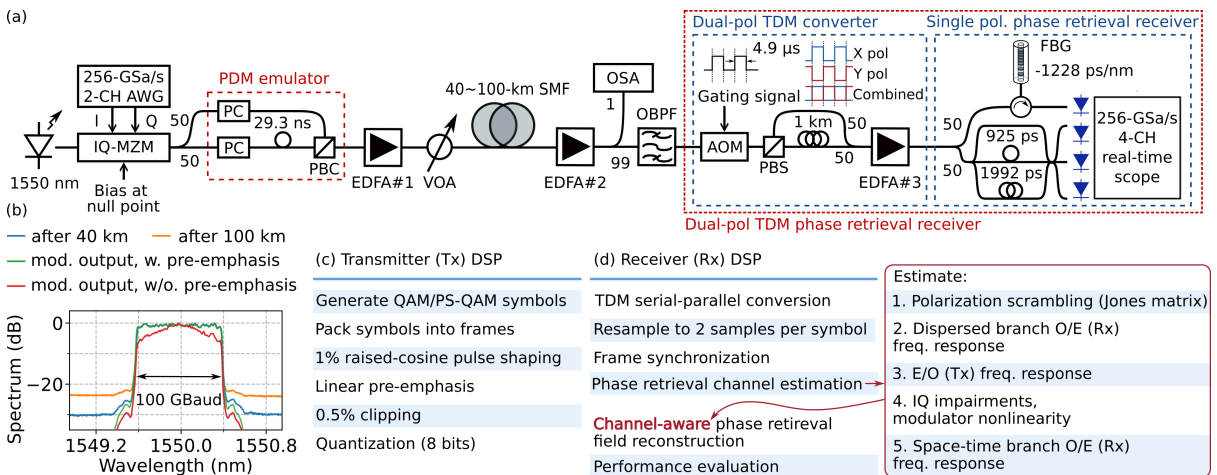 (a)
256-GSa/s
2-CH AWG
I
Q
IQ-MZM
1550 nm
Bias at
null point
50
50
PDM emulator
PC
29.3 ns
PC
PBC
EDFA#1
VOA
40~100-km SMF
EDFA#2
OSA
1
99
OBPF
Dual-pol TDM converter
4.9 µs
X pol
Y pol
Combined
Gating signal
AOM
PBS
1 km
50
50
EDFA#3
Single pol. phase retrieval receiver
FBG
-1228 ps/nm
50
50
925 ps
1992 ps
256-GSa/s
4-CH
real-time
scope
Dual-pol TDM phase retrieval receiver
(b)
after 40 km
after 100 km
mod. output, w. pre-emphasis
mod. output, w/o. pre-emphasis
Spectrum (dB)
0
−20
100 GBaud
1549.2
1550.0
1550.8
Wavelength (nm)
(c) Transmitter (Tx) DSP
Generate QAM/PS-QAM symbols
Pack symbols into frames
1% raised-cosine pulse shaping
Linear pre-emphasis
0.5% clipping
Quantization (8 bits)
(d) Receiver (Rx) DSP
TDM serial-parallel conversion
Resample to 2 samples per symbol
Frame synchronization
Phase retrieval channel estimation
Channel-aware phase retireval
field reconstruction
Performance evaluation
Estimate:
1. Polarization scrambling (Jones matrix)
2. Dispersed branch O/E (Rx)
freq. response
3. E/O (Tx) freq. response
4. IQ impairments,
modulator nonlinearity
5. Space-time branch O/E (Rx)
freq. response